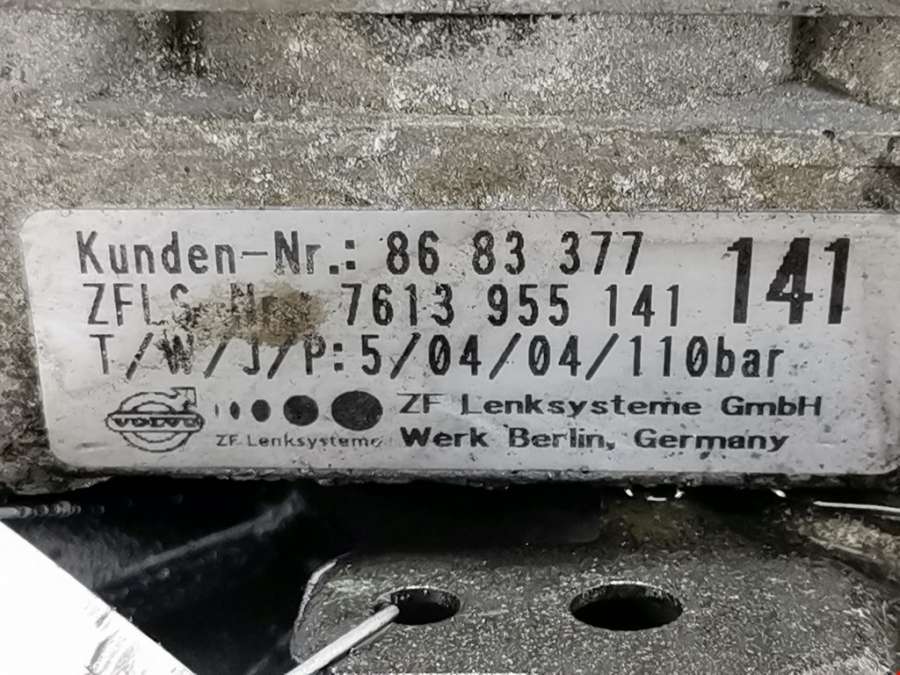 Kunden-Nr.: 86 83 377
141
ZFLS-Nr.: 7613 955 141
T/W/J/P:5/04/04/110bar
VOLVO
ZF Lenksysteme
ZF Lenksysteme GmbH
Werk Berlin, Germany